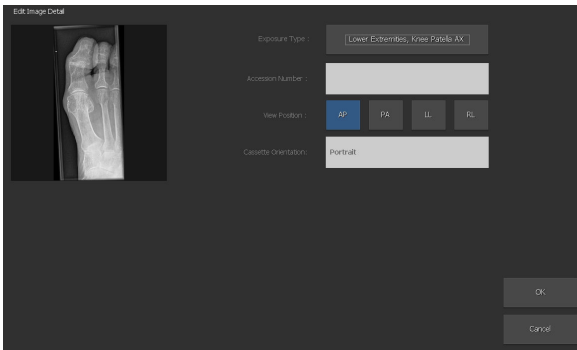 Edit Image Detail
Exposure Type : Lower Extremities, Knee Patella AX
Accession Number :
View Position : AP PA LL RL
Cassette Orientation: Portrait
OK
Cancel